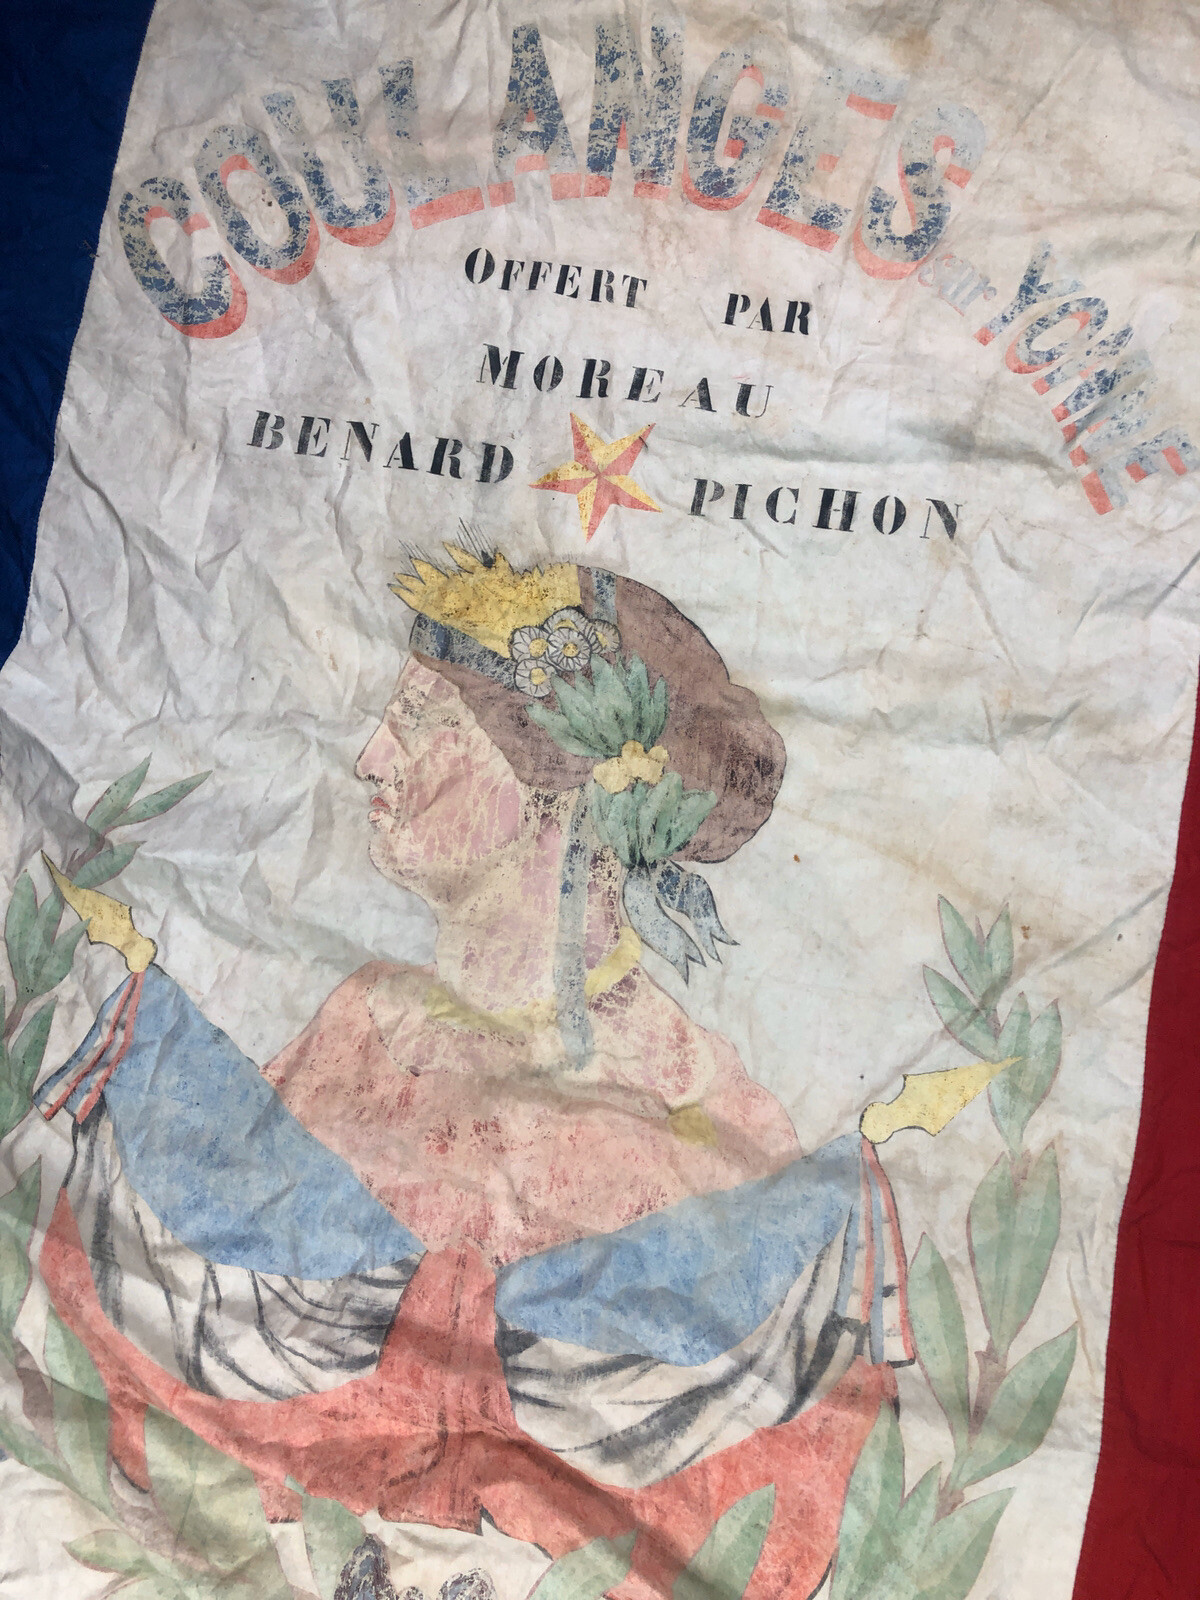 COULANGES sur YONNE
OFFERT PAR
MOREAU
BENARD PICHON